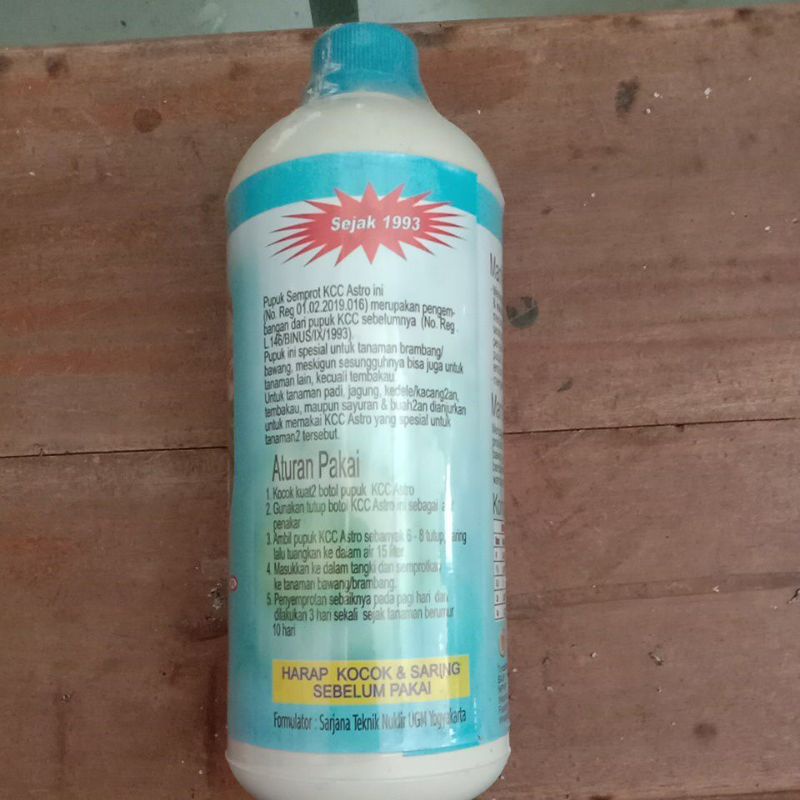 Sejak 1993
Pupuk Semprot KCC Astro ini
(No. Reg 01.02.2019.016) merupakan pengem-
bangan dari pupuk KCC sebelumnya (No. Reg.
L.146/BINUS/IX/1993).
Pupuk ini spesial untuk tanaman brambang/
bawang, meskigun sesungguhnya bisa juga untuk
tanaman lain, kecuali tembakau.
Untuk tanaman padi, jagung, kedele/kacang2an,
tembakau, maupun sayuran & buah2an dianjurkan
untuk memakai KCC Astro yang spesial untuk
tanaman2 tersebut.
Aturan Pakai
1. Kocok kuat2 botol pupuk KCC Astro
2. Gunakan tutup botol KCC Astro ini sebagai alat
penakar
3. Ambil pupuk KCC Astro sebanyak 6 - 8 tutup, saring
lalu tuangkan ke dalam air 15 liter
4. Masukkan ke dalam tangki dan semprotkan
ke tanaman bawang/brambang.
5. Penyemprotan sebaiknya pada pagi hari dan
dilakukan 3 hari sekali sejak tanaman berumur
10 hari
HARAP KOCOK & SARING
SEBELUM PAKAI
Formulator : Sarjana Teknik Nuklir UGM Yogyakarta